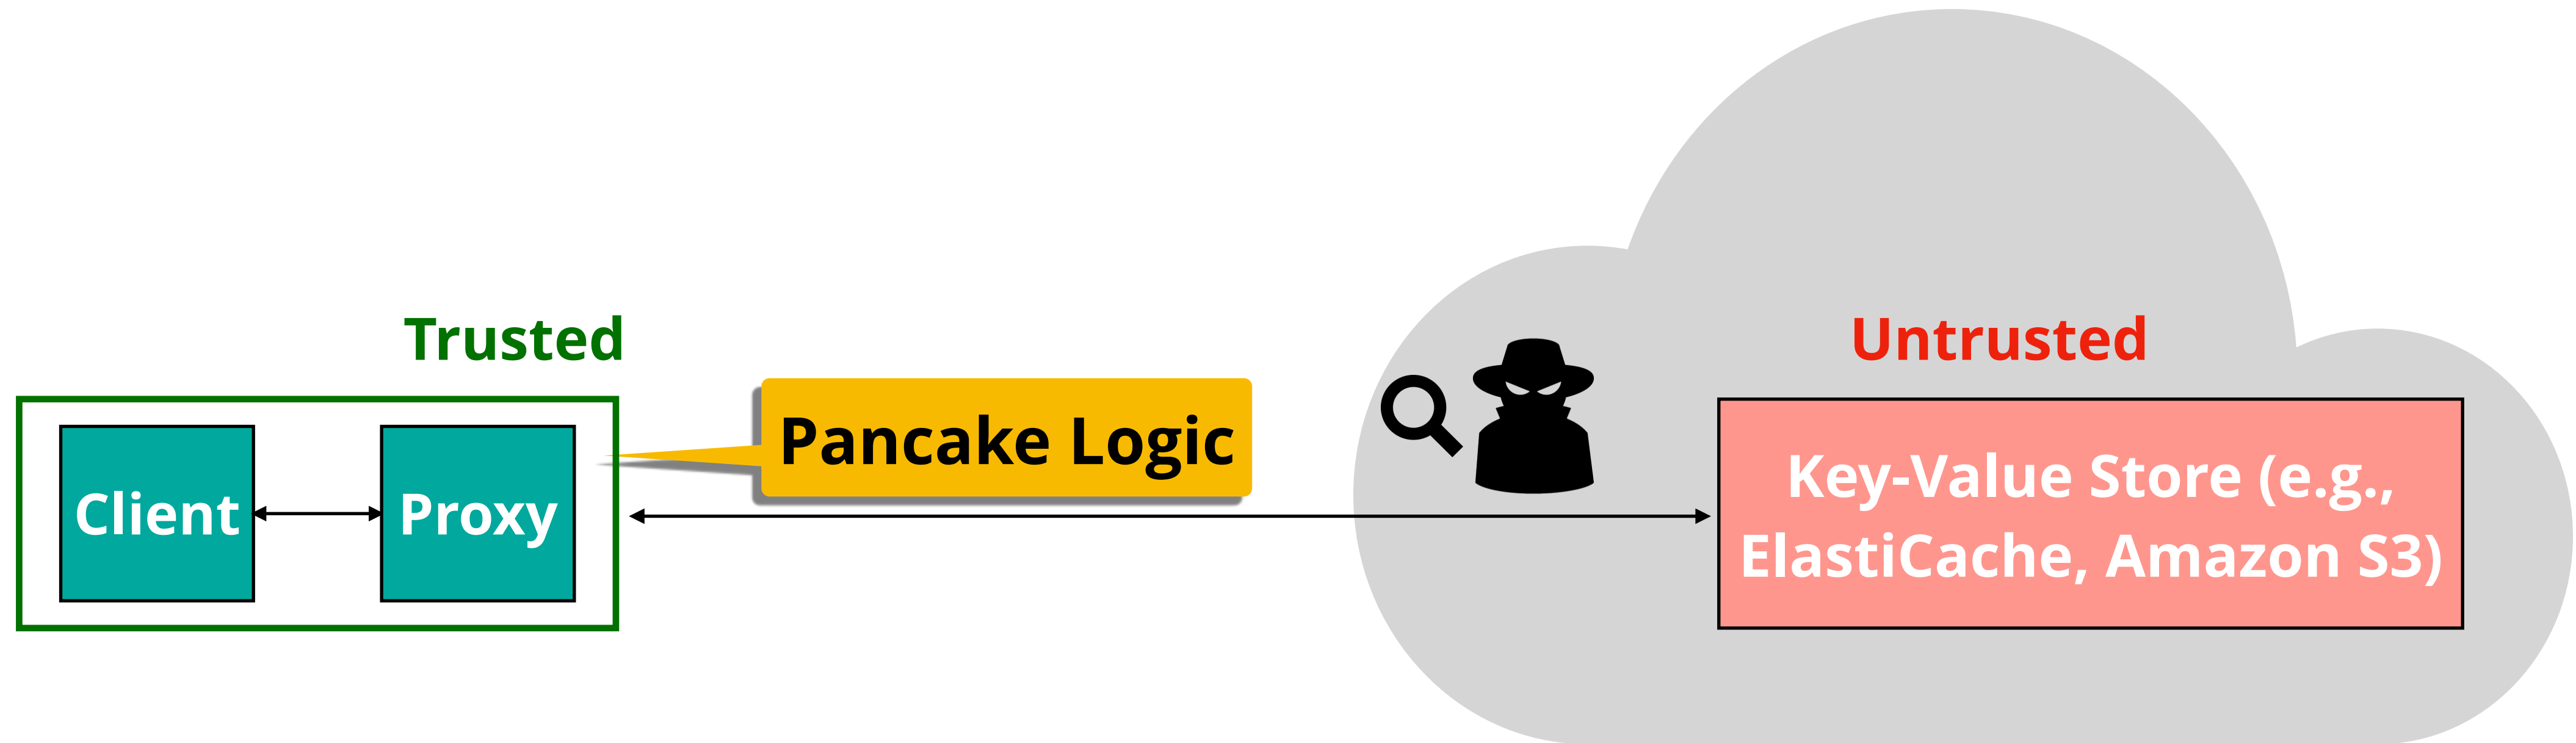 Trusted
Untrusted
Pancake Logic
Client
Proxy
Key-Value Store (e.g.,
ElastiCache, Amazon S3)